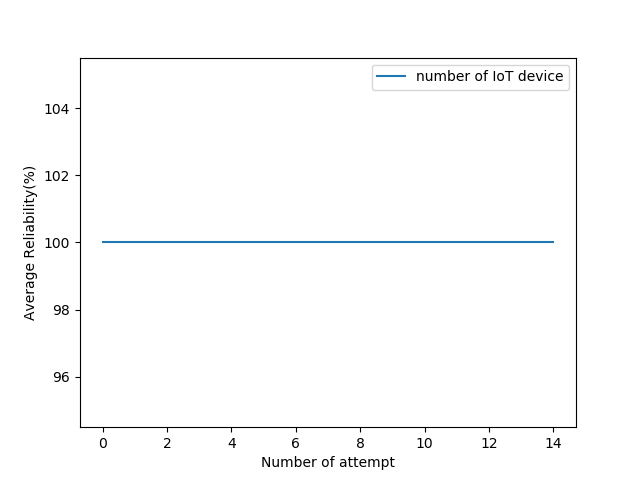 number of IoT device
104
102
100
98
96
Average Reliability(%)
0 2 4 6 8 10 12 14
Number of attempt